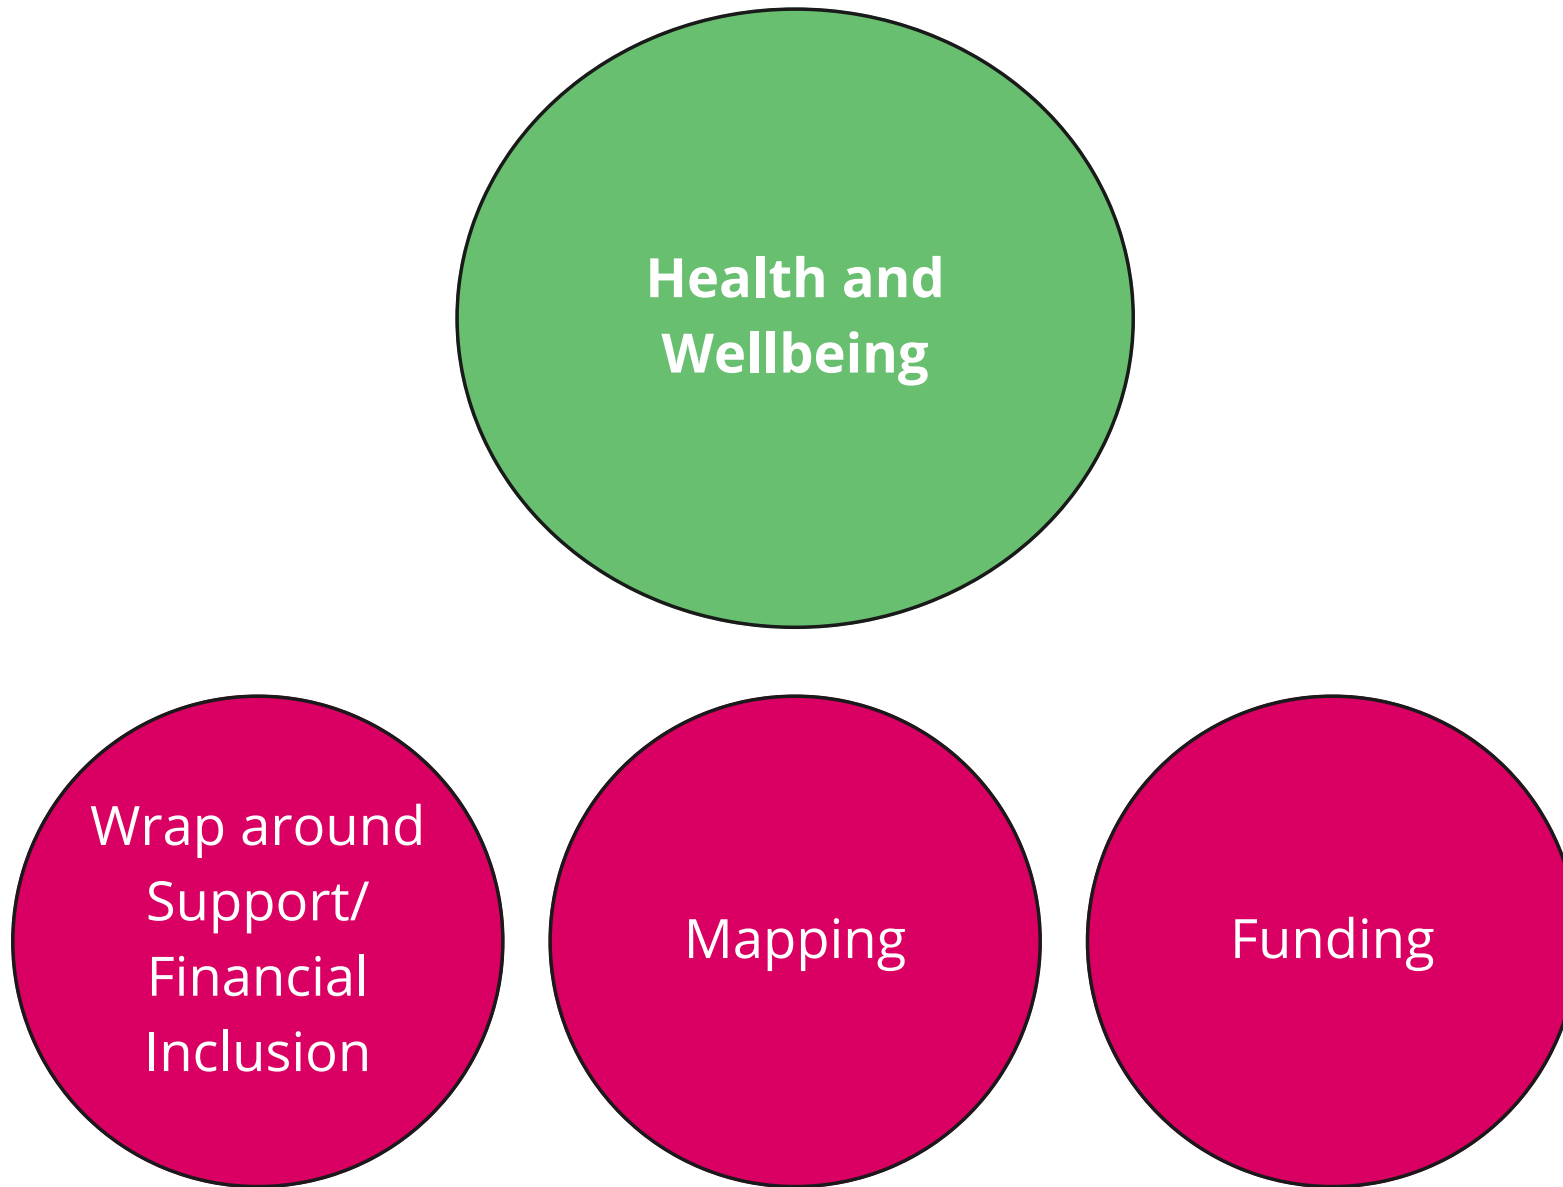 Health and
Wellbeing
Wrap around
Support/
Financial
Inclusion
Mapping
Funding